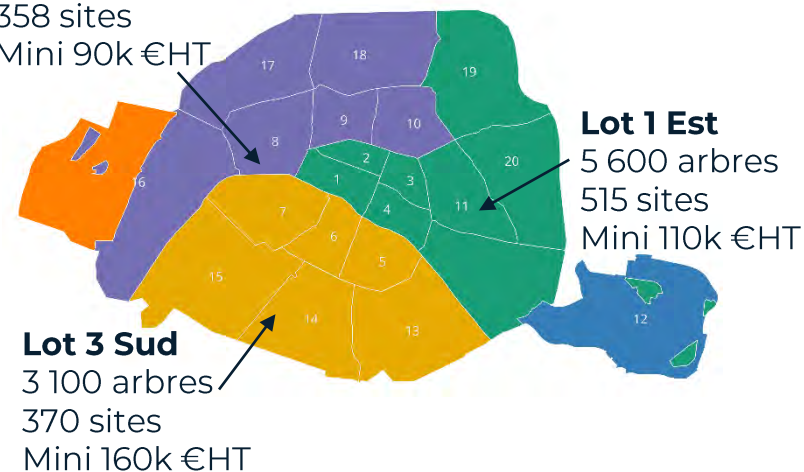 358 sites
Mini 90k €HT
17
18
19
9
10
8
16
2
1
3
4
11
20
7
6
5
15
14
13
12
Lot 1 Est
5 600 arbres
515 sites
Mini 110k €HT
Lot 3 Sud
3 100 arbres
370 sites
Mini 160k €HT